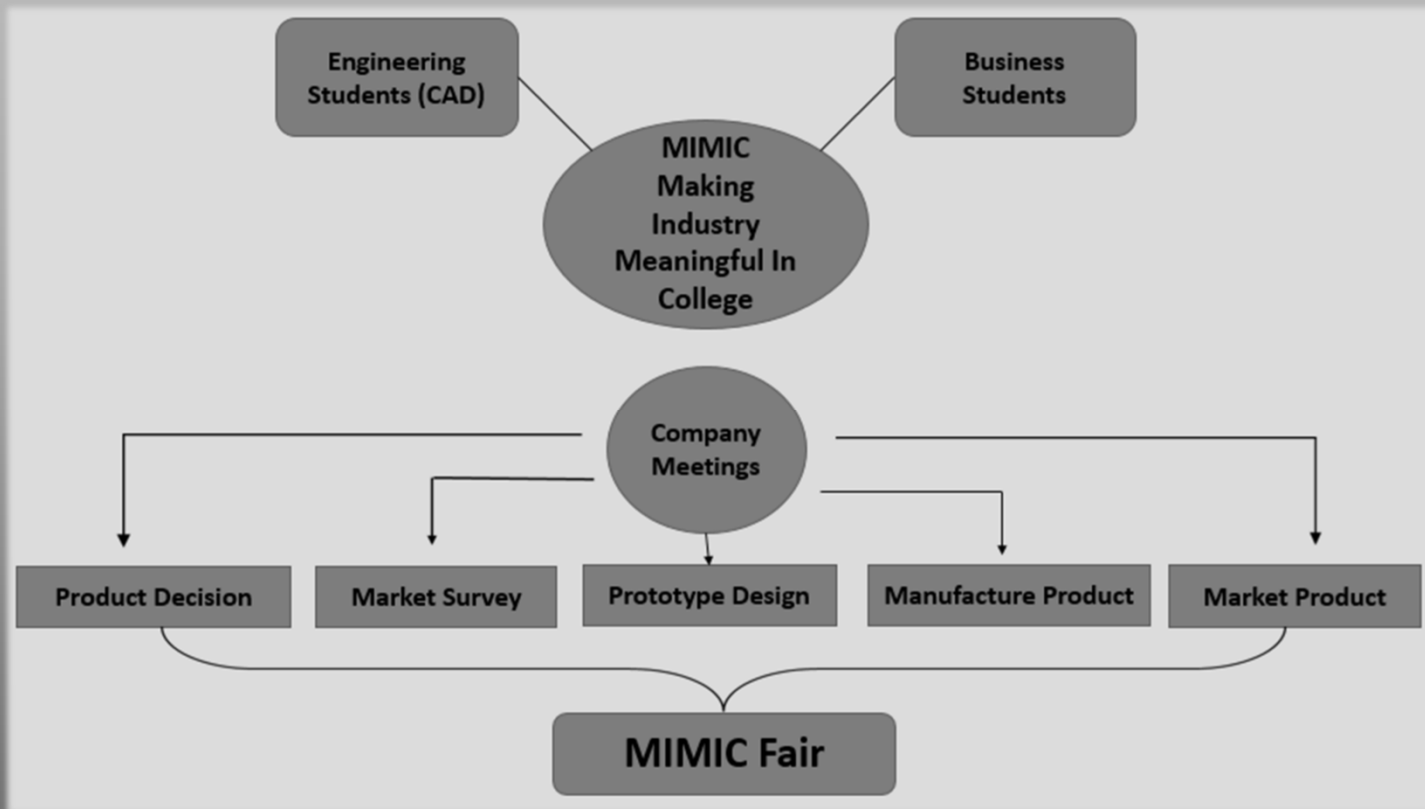 Engineering
Students (CAD)
Business
Students
MIMIC
Making
Industry
Meaningful In
College
Company
Meetings
Product Decision
Market Survey
Prototype Design
Manufacture Product
Market Product
MIMIC Fair